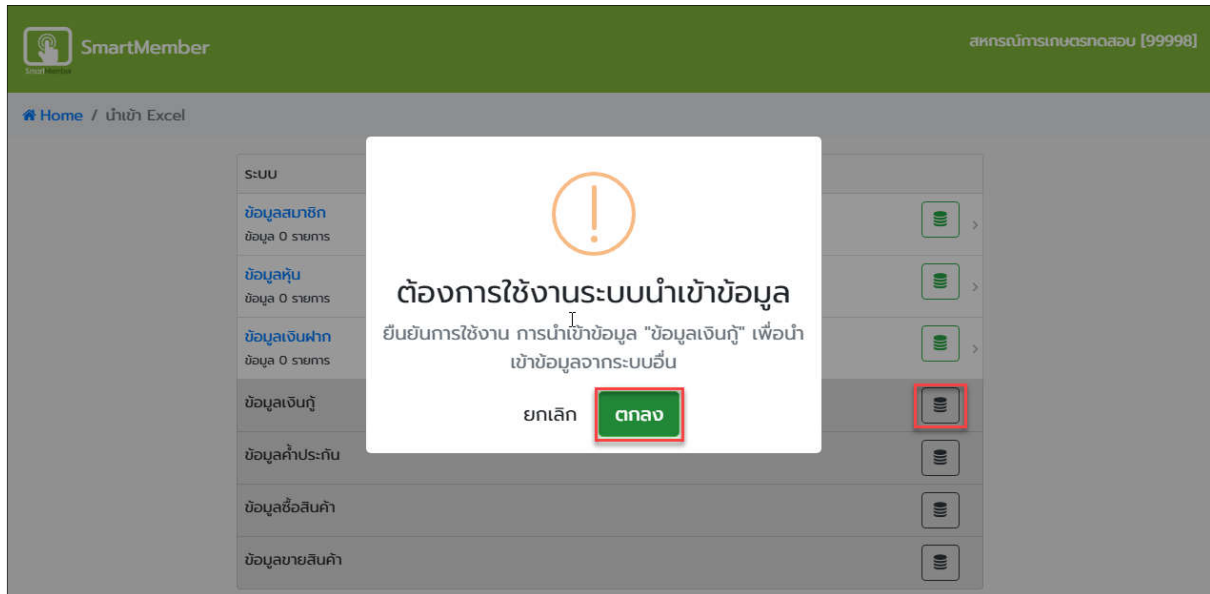 SmartMember
สหกรณ์การเกษตรทดสอบ [99998]
SmartMember
Home / นำเข้า Excel
ระบบ
ข้อมูลสมาชิก
ข้อมูล 0 รายการ
ข้อมูลหุ้น
ข้อมูล 0 รายการ
ข้อมูลเงินฝาก
ข้อมูล 0 รายการ
ข้อมูลเงินกู้
ข้อมูลค้ำประกัน
ข้อมูลซื้อสินค้า
ข้อมูลขายสินค้า
ต้องการใช้งานระบบนำเข้าข้อมูล
ยืนยันการใช้งาน การนำเข้าข้อมูล "ข้อมูลเงินกู้" เพื่อนำ
เข้าข้อมูลจากระบบอื่น
ยกเลิก ตกลง